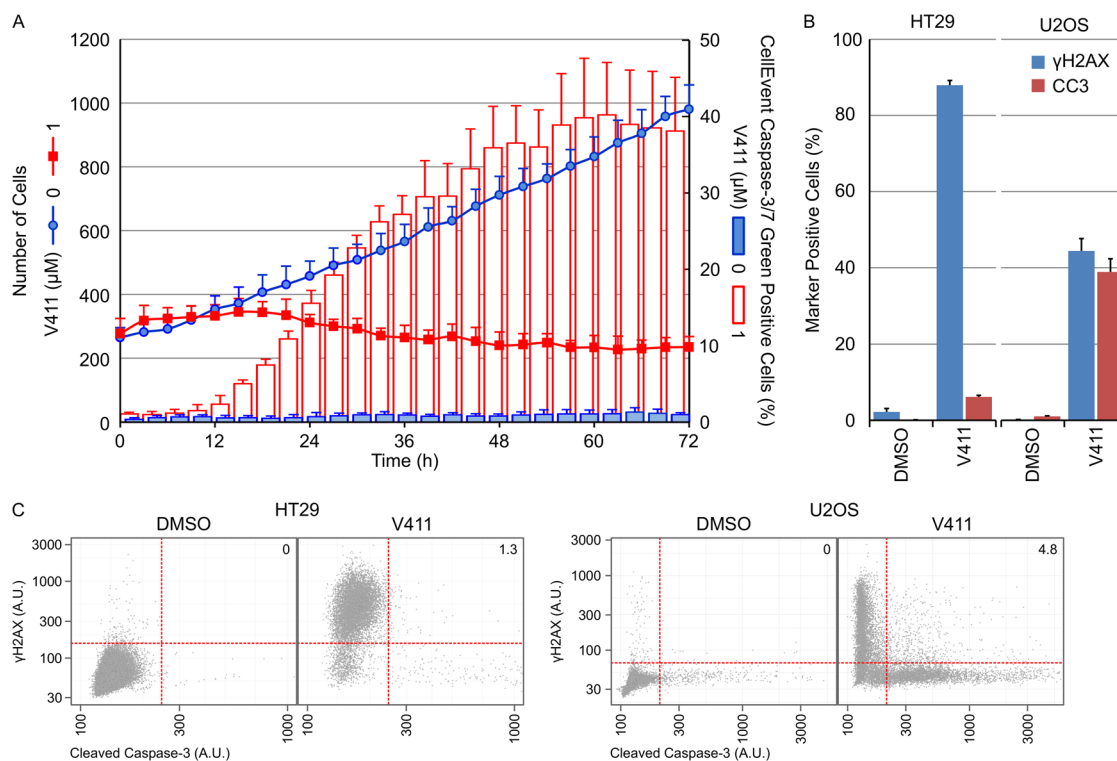 A
1200
1000
800
600
400
200
0
Number of Cells
V411 (µM)
0
1
50
40
30
20
10
0
CellEvent Caspase-3/7 Green Positive Cells (%)
V411 (µM)
0
1
0 12 24 36 48 60 72
Time (h)
B
HT29 U2OS
γH2AX
CC3
100
80
60
40
20
0
Marker Positive Cells (%)
DMSO V411 DMSO V411
C
HT29
DMSO V411
0 1.3
3000
1000
300
100
30
γH2AX (A.U.)
100 300 1000 100 300 1000
Cleaved Caspase-3 (A.U.)
U2OS
DMSO V411
0 4.8
3000
1000
300
100
30
γH2AX (A.U.)
100 300 1000 3000 100 300 1000 3000
Cleaved Caspase-3 (A.U.)